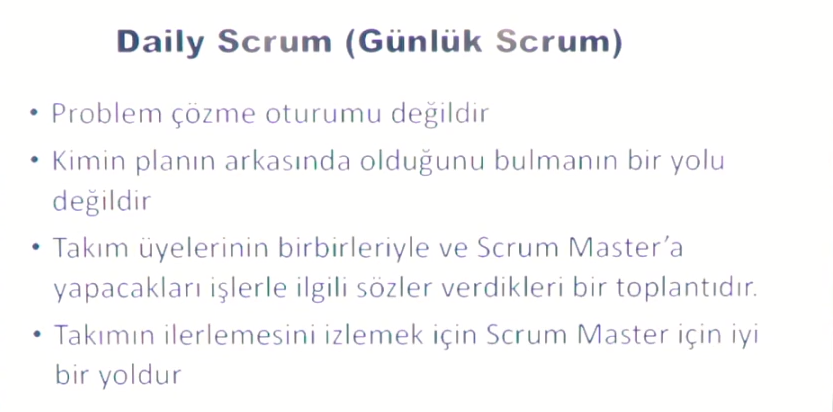 Daily Scrum (Günlük Scrum)
• Problem çözme oturumu değildir
• Kimin planın arkasında olduğunu bulmanın bir yolu
değildir
• Takım üyelerinin birbirleriyle ve Scrum Master’a
yapacakları işlerle ilgili sözler verdikleri bir toplantıdır.
• Takımın ilerlemesini izlemek için Scrum Master için iyi
bir yoldur